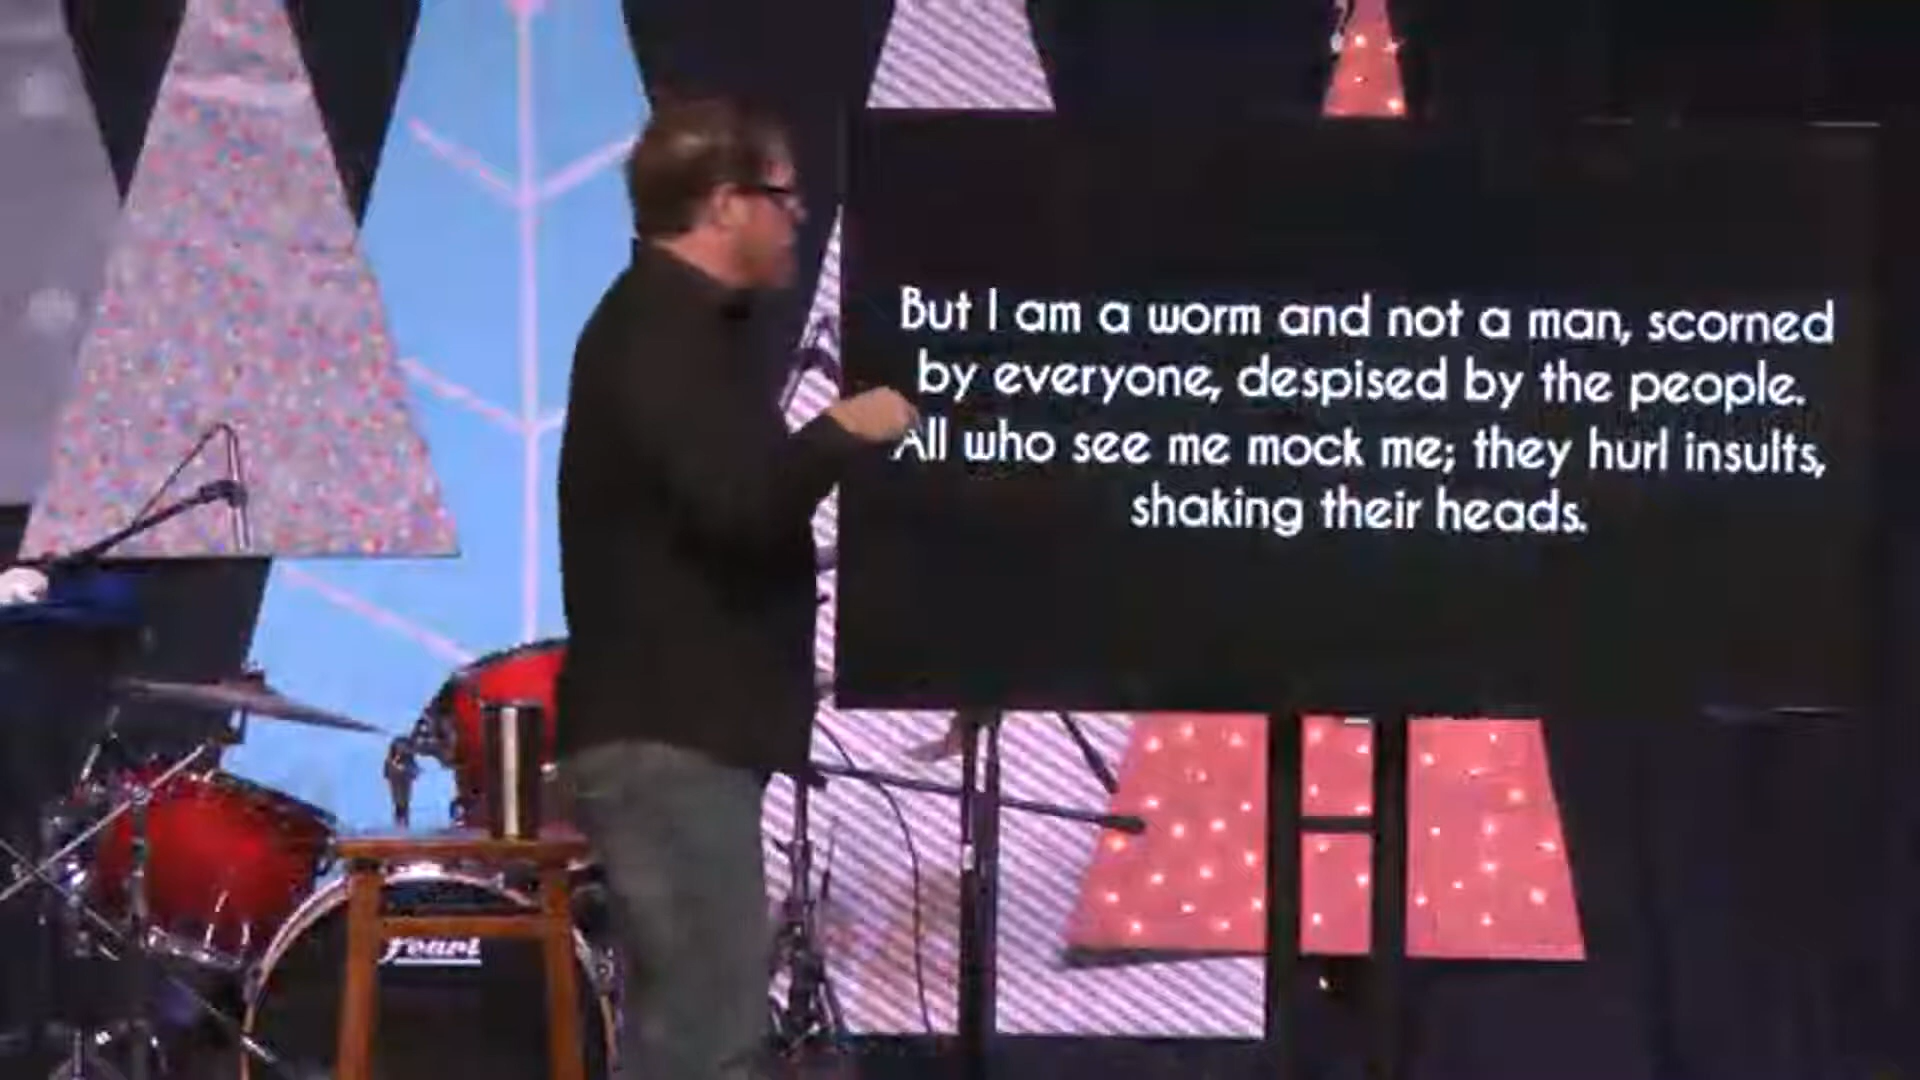 But I am a worm and not a man, scorned
by everyone, despised by the people.
All who see me mock me; they hurl insults,
shaking their heads.
Pearl